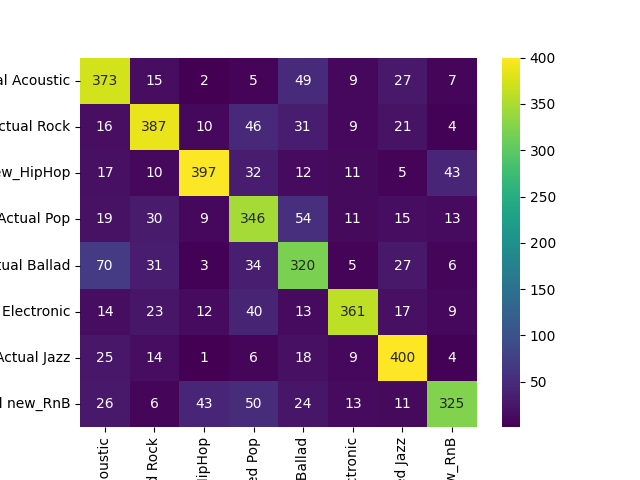 al Acoustic 373 15 2 5 49 9 27 7
ctual Rock 16 387 10 46 31 9 21 4
ew_HipHop 17 10 397 32 12 11 5 43
Actual Pop 19 30 9 346 54 11 15 13
tual Ballad 70 31 3 34 320 5 27 6
Electronic 14 23 12 40 13 361 17 9
Actual Jazz 25 14 1 6 18 9 400 4
l new_RnB 26 6 43 50 24 13 11 325
oustic
d Rock
HipHop
ed Pop
Ballad
ctronic
ed Jazz
w_RnB
400
350
300
250
200
150
100
50